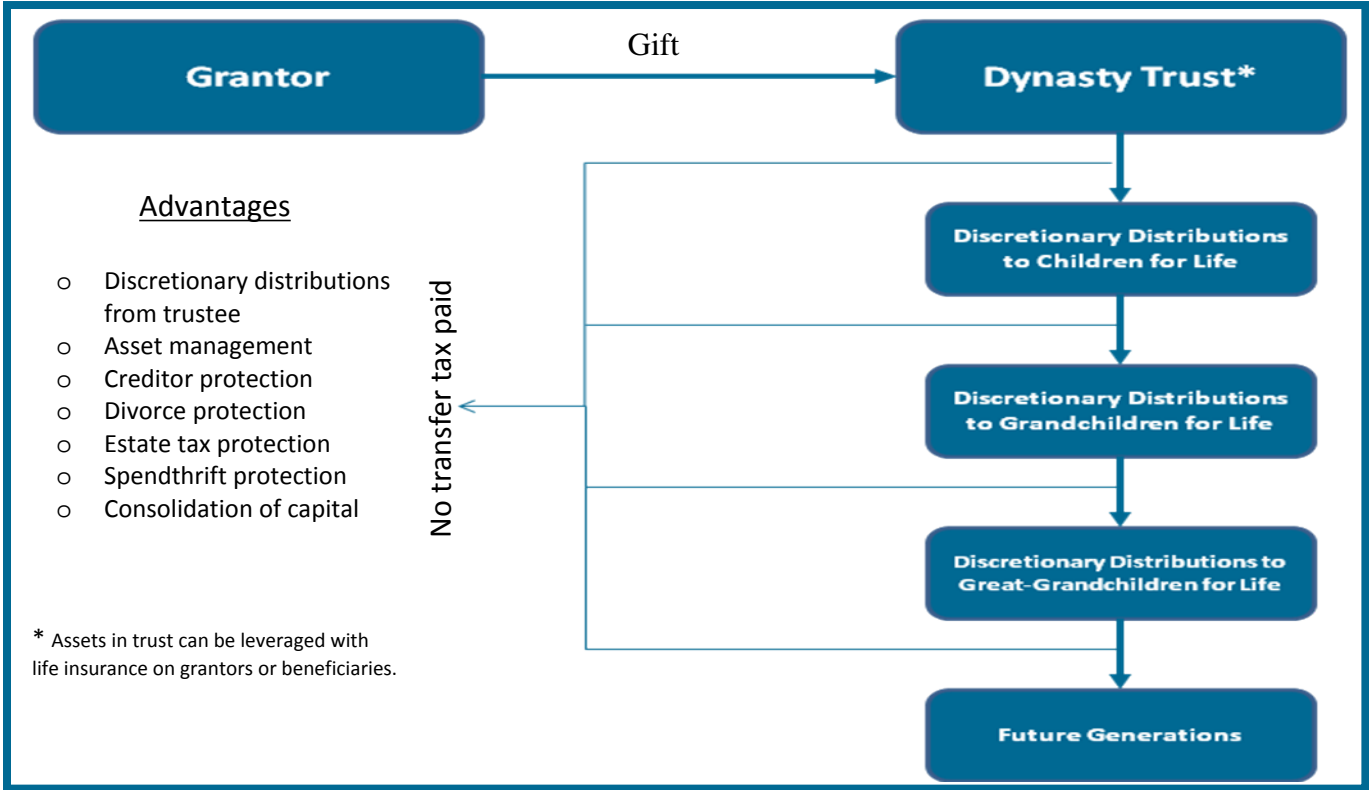 Gift
Grantor
Dynasty Trust*
Advantages
o Discretionary distributions
from trustee
o Asset management
o Creditor protection
o Divorce protection
o Estate tax protection
o Spendthrift protection
o Consolidation of capital
No transfer tax paid
Discretionary Distributions
to Children for Life
Discretionary Distributions
to Grandchildren for Life
Discretionary Distributions to
Great-Grandchildren for Life
Future Generations
* Assets in trust can be leveraged with
life insurance on grantors or beneficiaries.